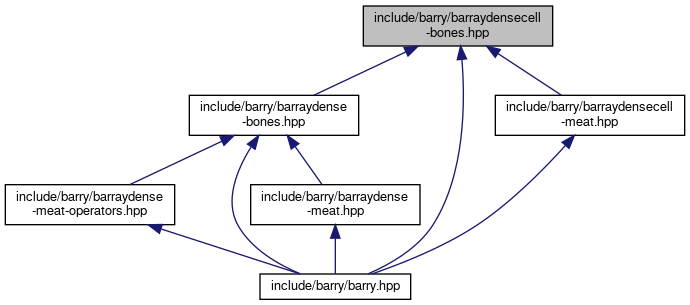 include/barry/barraydensecell
-bones.hpp
include/barry/barraydense
-bones.hpp
include/barry/barraydensecell
-meat.hpp
include/barry/barraydense
-meat-operators.hpp
include/barry/barraydense
-meat.hpp
include/barry/barry.hpp